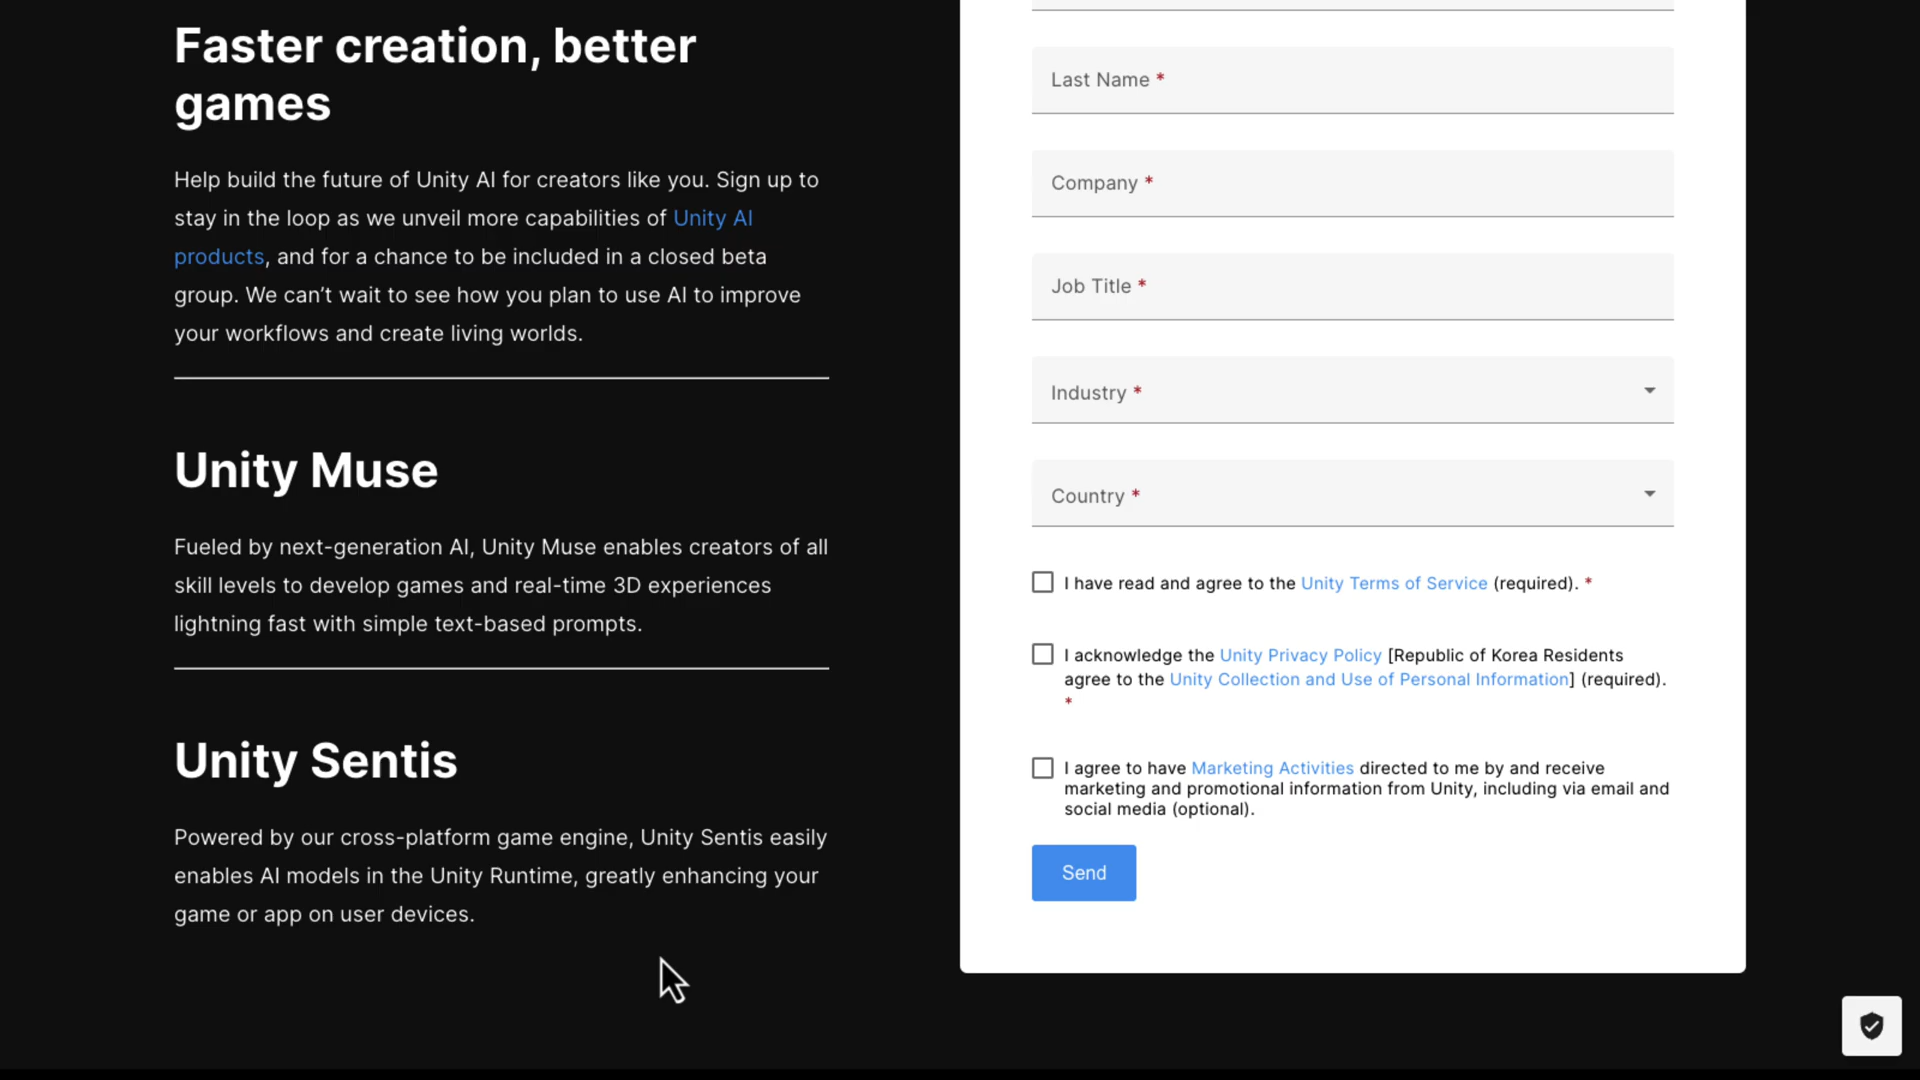 Faster creation, better
games
Help build the future of Unity AI for creators like you. Sign up to
stay in the loop as we unveil more capabilities of Unity AI
products, and for a chance to be included in a closed beta
group. We can’t wait to see how you plan to use AI to improve
your workflows and create living worlds.
Unity Muse
Fueled by next-generation AI, Unity Muse enables creators of all
skill levels to develop games and real-time 3D experiences
lightning fast with simple text-based prompts.
Unity Sentis
Powered by our cross-platform game engine, Unity Sentis easily
enables AI models in the Unity Runtime, greatly enhancing your
game or app on user devices.
Last Name *
Company *
Job Title *
Industry *
Country *
I have read and agree to the Unity Terms of Service (required). *
I acknowledge the Unity Privacy Policy [Republic of Korea Residents
agree to the Unity Collection and Use of Personal Information] (required).
*
I agree to have Marketing Activities directed to me by and receive
marketing and promotional information from Unity, including via email and
social media (optional).
Send